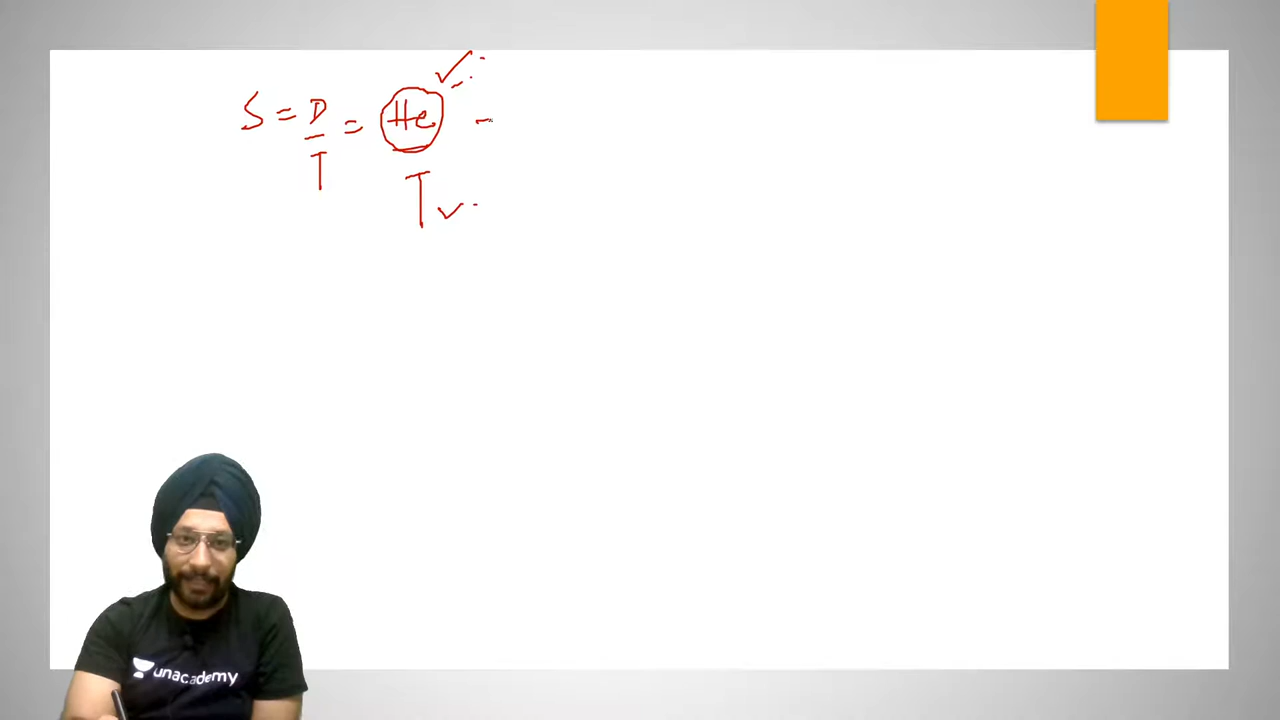 S = D/T = He/T
unacademy